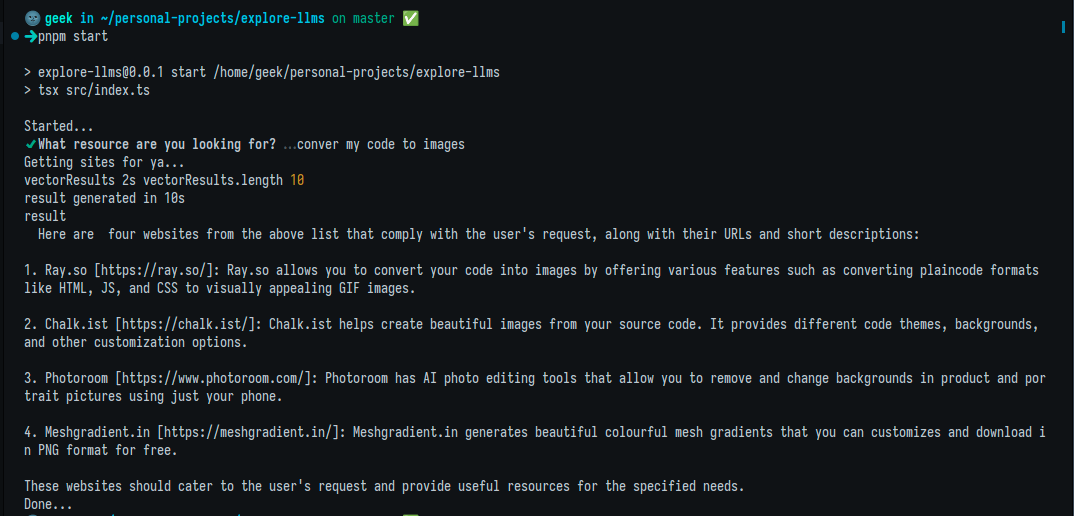 geek in ~/personal-projects/explore-llms on master ✅
➜pnpm start
> explore-llms@0.0.1 start /home/geek/personal-projects/explore-llms
> tsx src/index.ts
Started...
✔What resource are you looking for? …conver my code to images
Getting sites for ya...
vectorResults 2s vectorResults.length 10
result generated in 10s
result
Here are  four websites from the above list that comply with the user's request, along with their URLs and short descriptions:
1. Ray.so [https://ray.so/]: Ray.so allows you to convert your code into images by offering various features such as converting plaincode formats
like HTML, JS, and CSS to visually appealing GIF images.
2. Chalk.ist [https://chalk.ist/]: Chalk.ist helps create beautiful images from your source code. It provides different code themes, backgrounds,
and other customization options.
3. Photoroom [https://www.photoroom.com/]: Photoroom has AI photo editing tools that allow you to remove and change backgrounds in product and por
trait pictures using just your phone.
4. Meshgradient.in [https://meshgradient.in/]: Meshgradient.in generates beautiful colourful mesh gradients that you can customizes and download i
n PNG format for free.
These websites should cater to the user's request and provide useful resources for the specified needs.
Done...